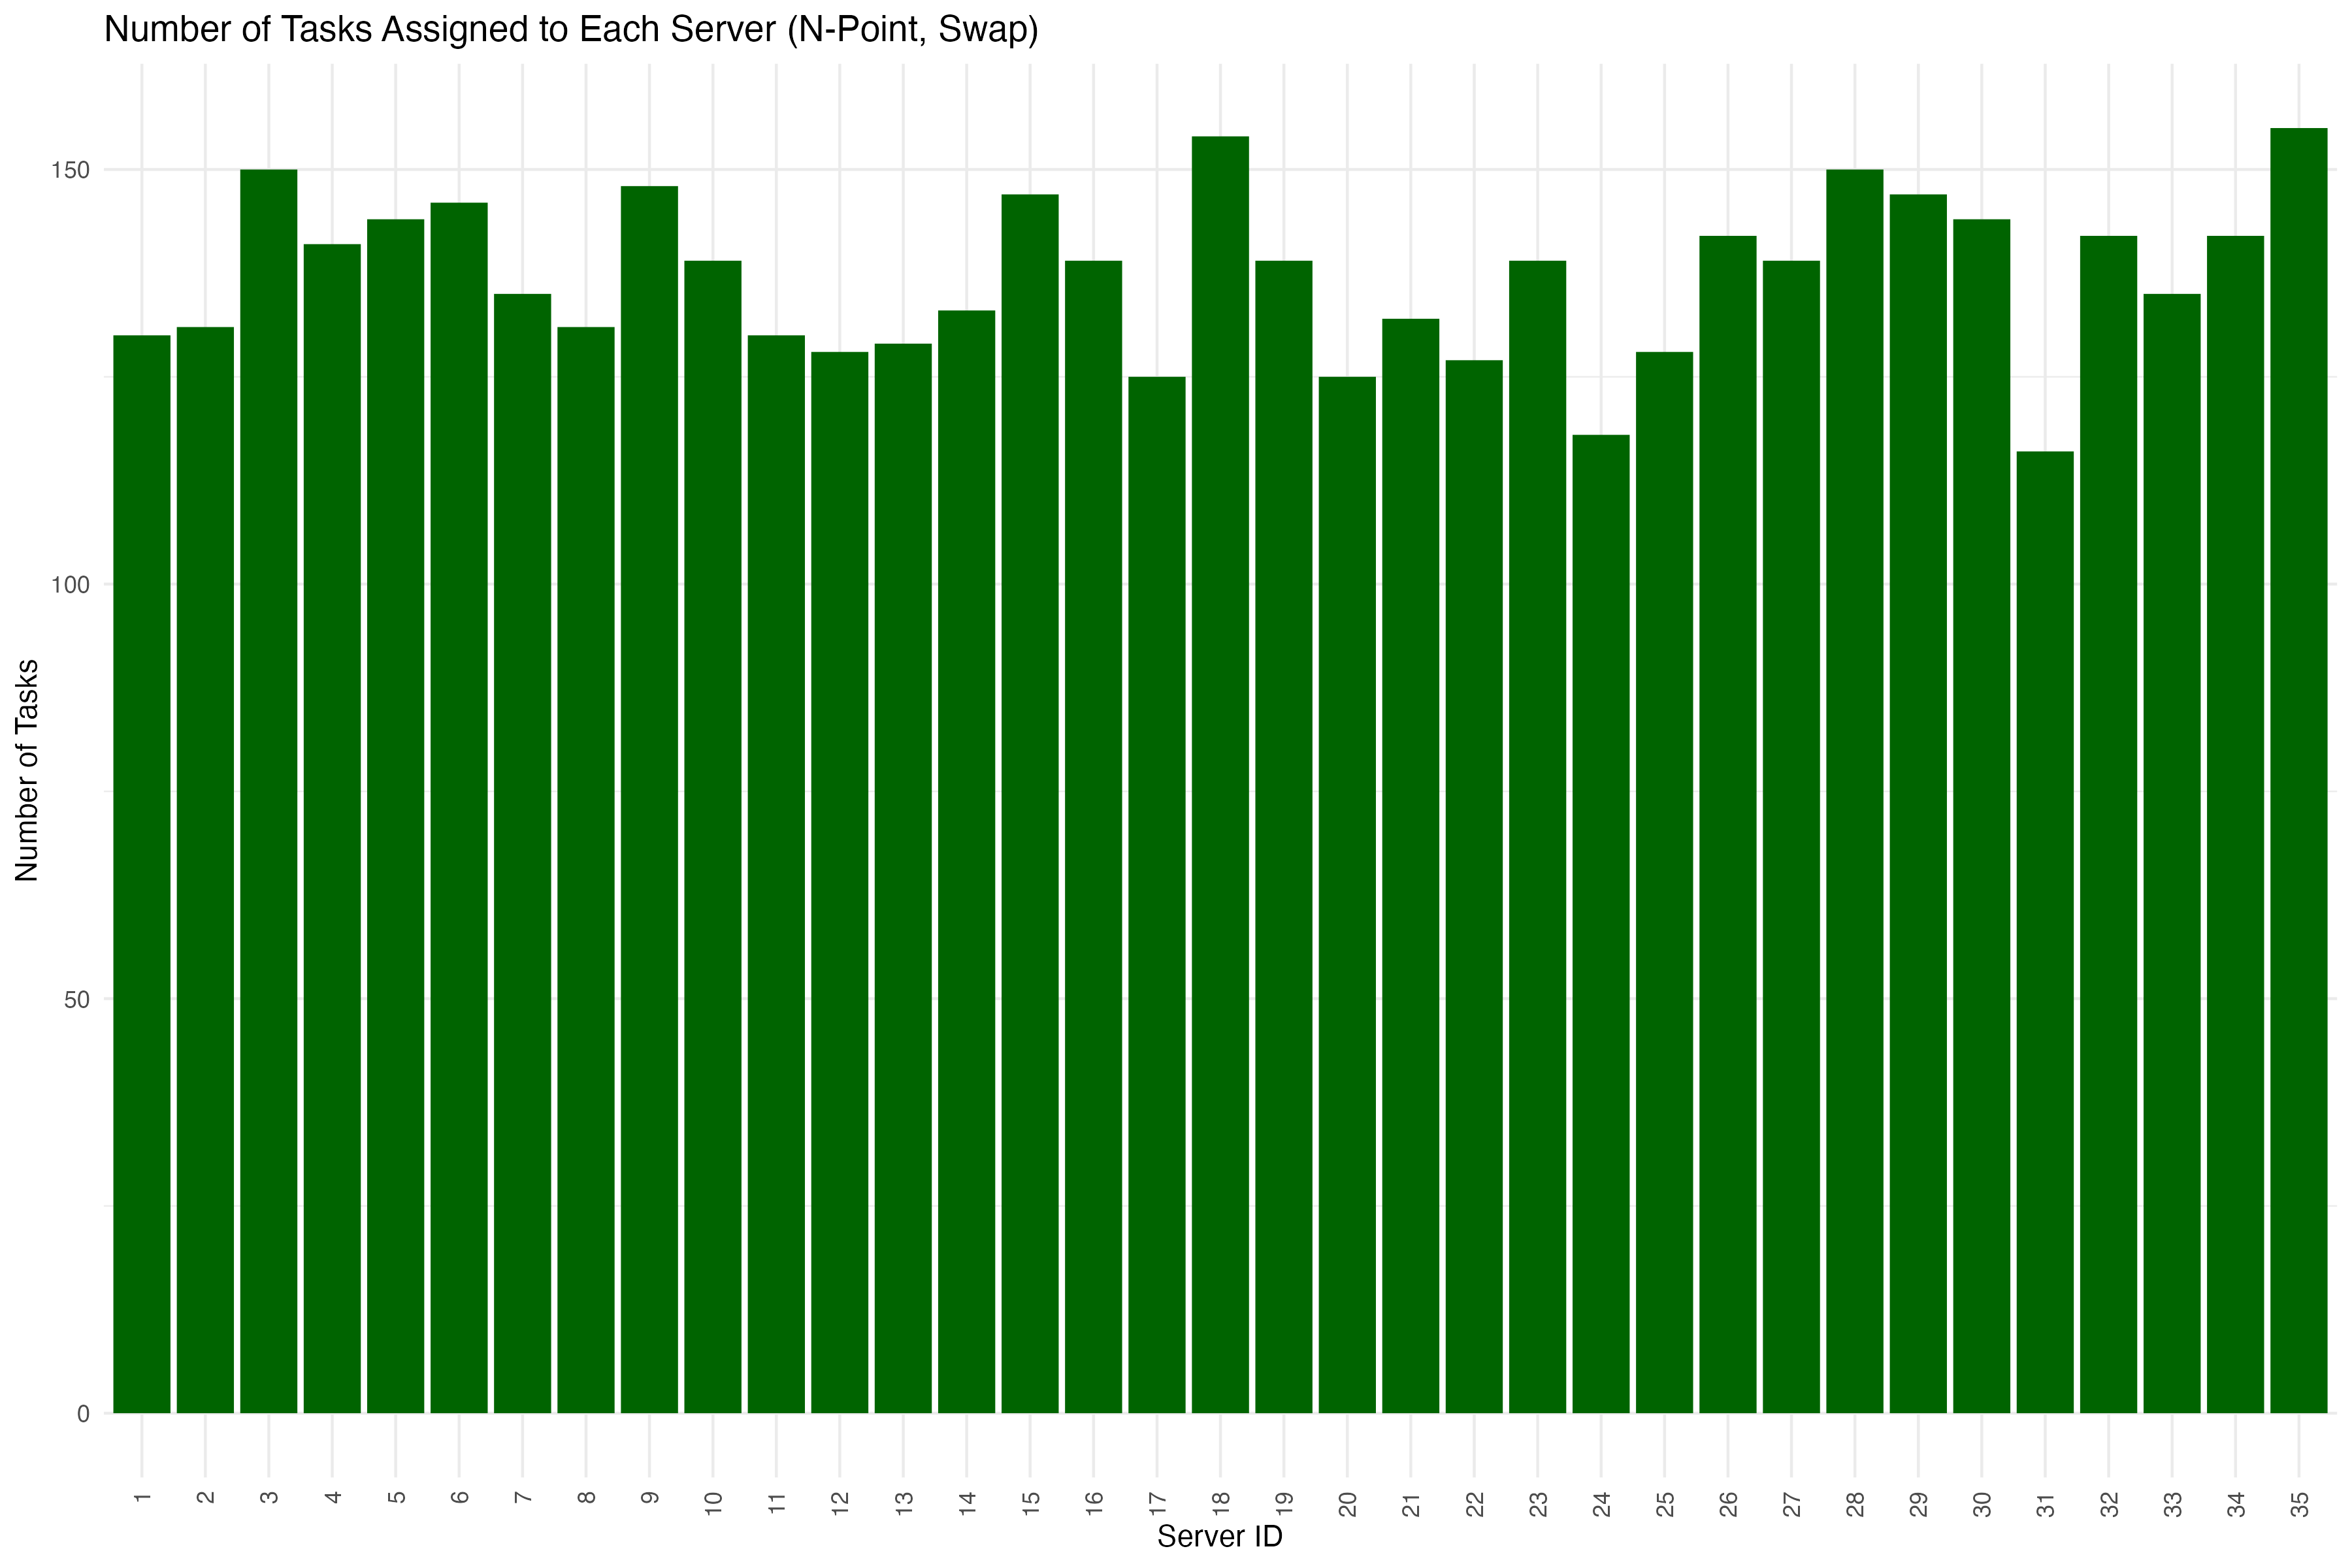 Number of Tasks Assigned to Each Server (N-Point, Swap)
Number of Tasks
150
100
50
0
1 2 3 4 5 6 7 8 9 10 11 12 13 14 15 16 17 18 19 20 21 22 23 24 25 26 27 28 29 30 31 32 33 34 35
Server ID